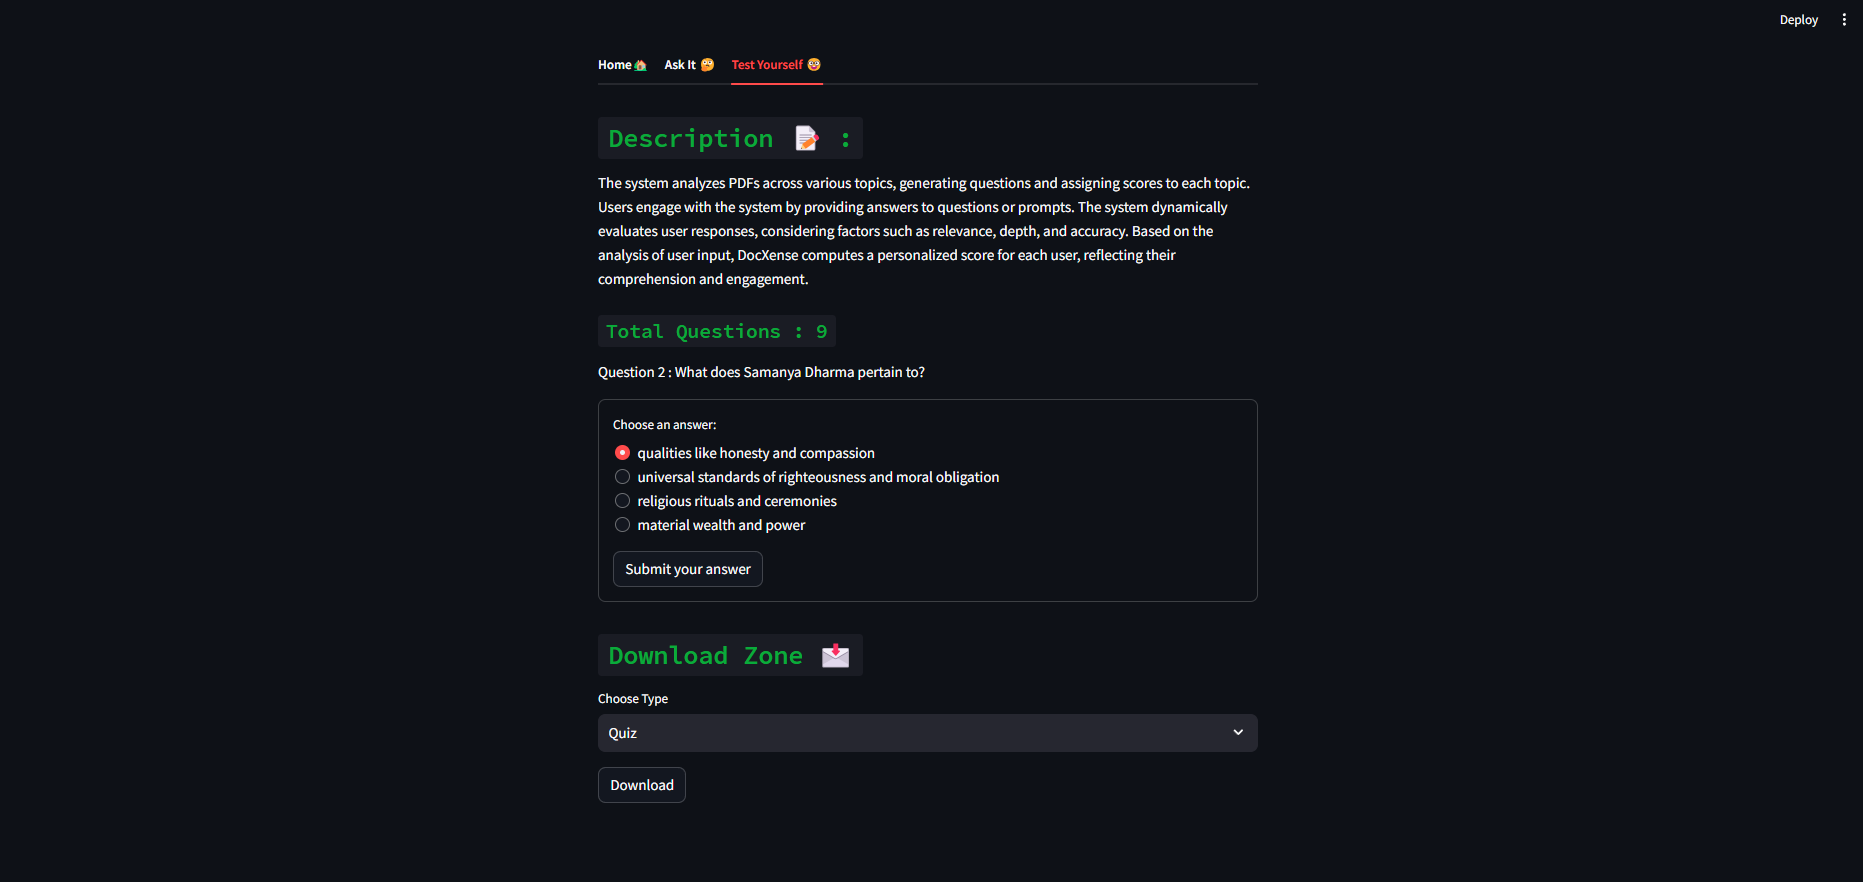 Deploy
Home🏠 Ask It 🤔 Test Yourself 🤡
Description 📝 :
The system analyzes PDFs across various topics, generating questions and assigning scores to each topic.
Users engage with the system by providing answers to questions or prompts. The system dynamically
evaluates user responses, considering factors such as relevance, depth, and accuracy. Based on the
analysis of user input, DocXense computes a personalized score for each user, reflecting their
comprehension and engagement.
Total Questions : 9
Question 2 : What does Samanya Dharma pertain to?
Choose an answer:
qualities like honesty and compassion
universal standards of righteousness and moral obligation
religious rituals and ceremonies
material wealth and power
Submit your answer
Download Zone 📩
Choose Type
Quiz
Download